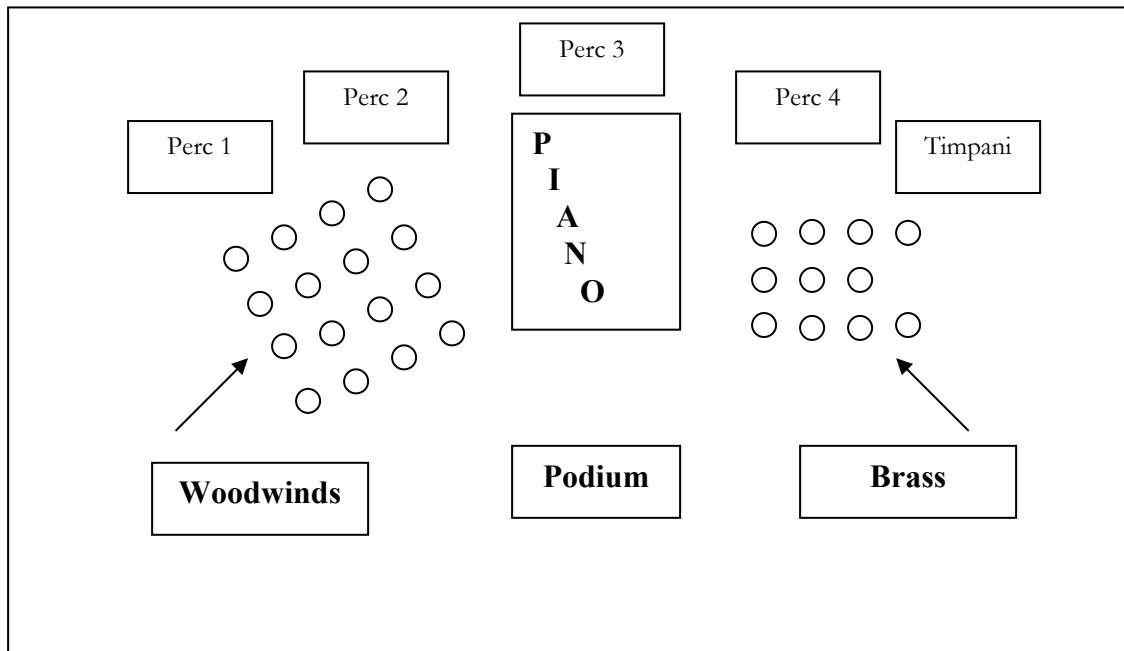 Perc 3
Perc 2
Perc 4
Perc 1
Timpani
P
I
A
N
O
Woodwinds
Podium
Brass